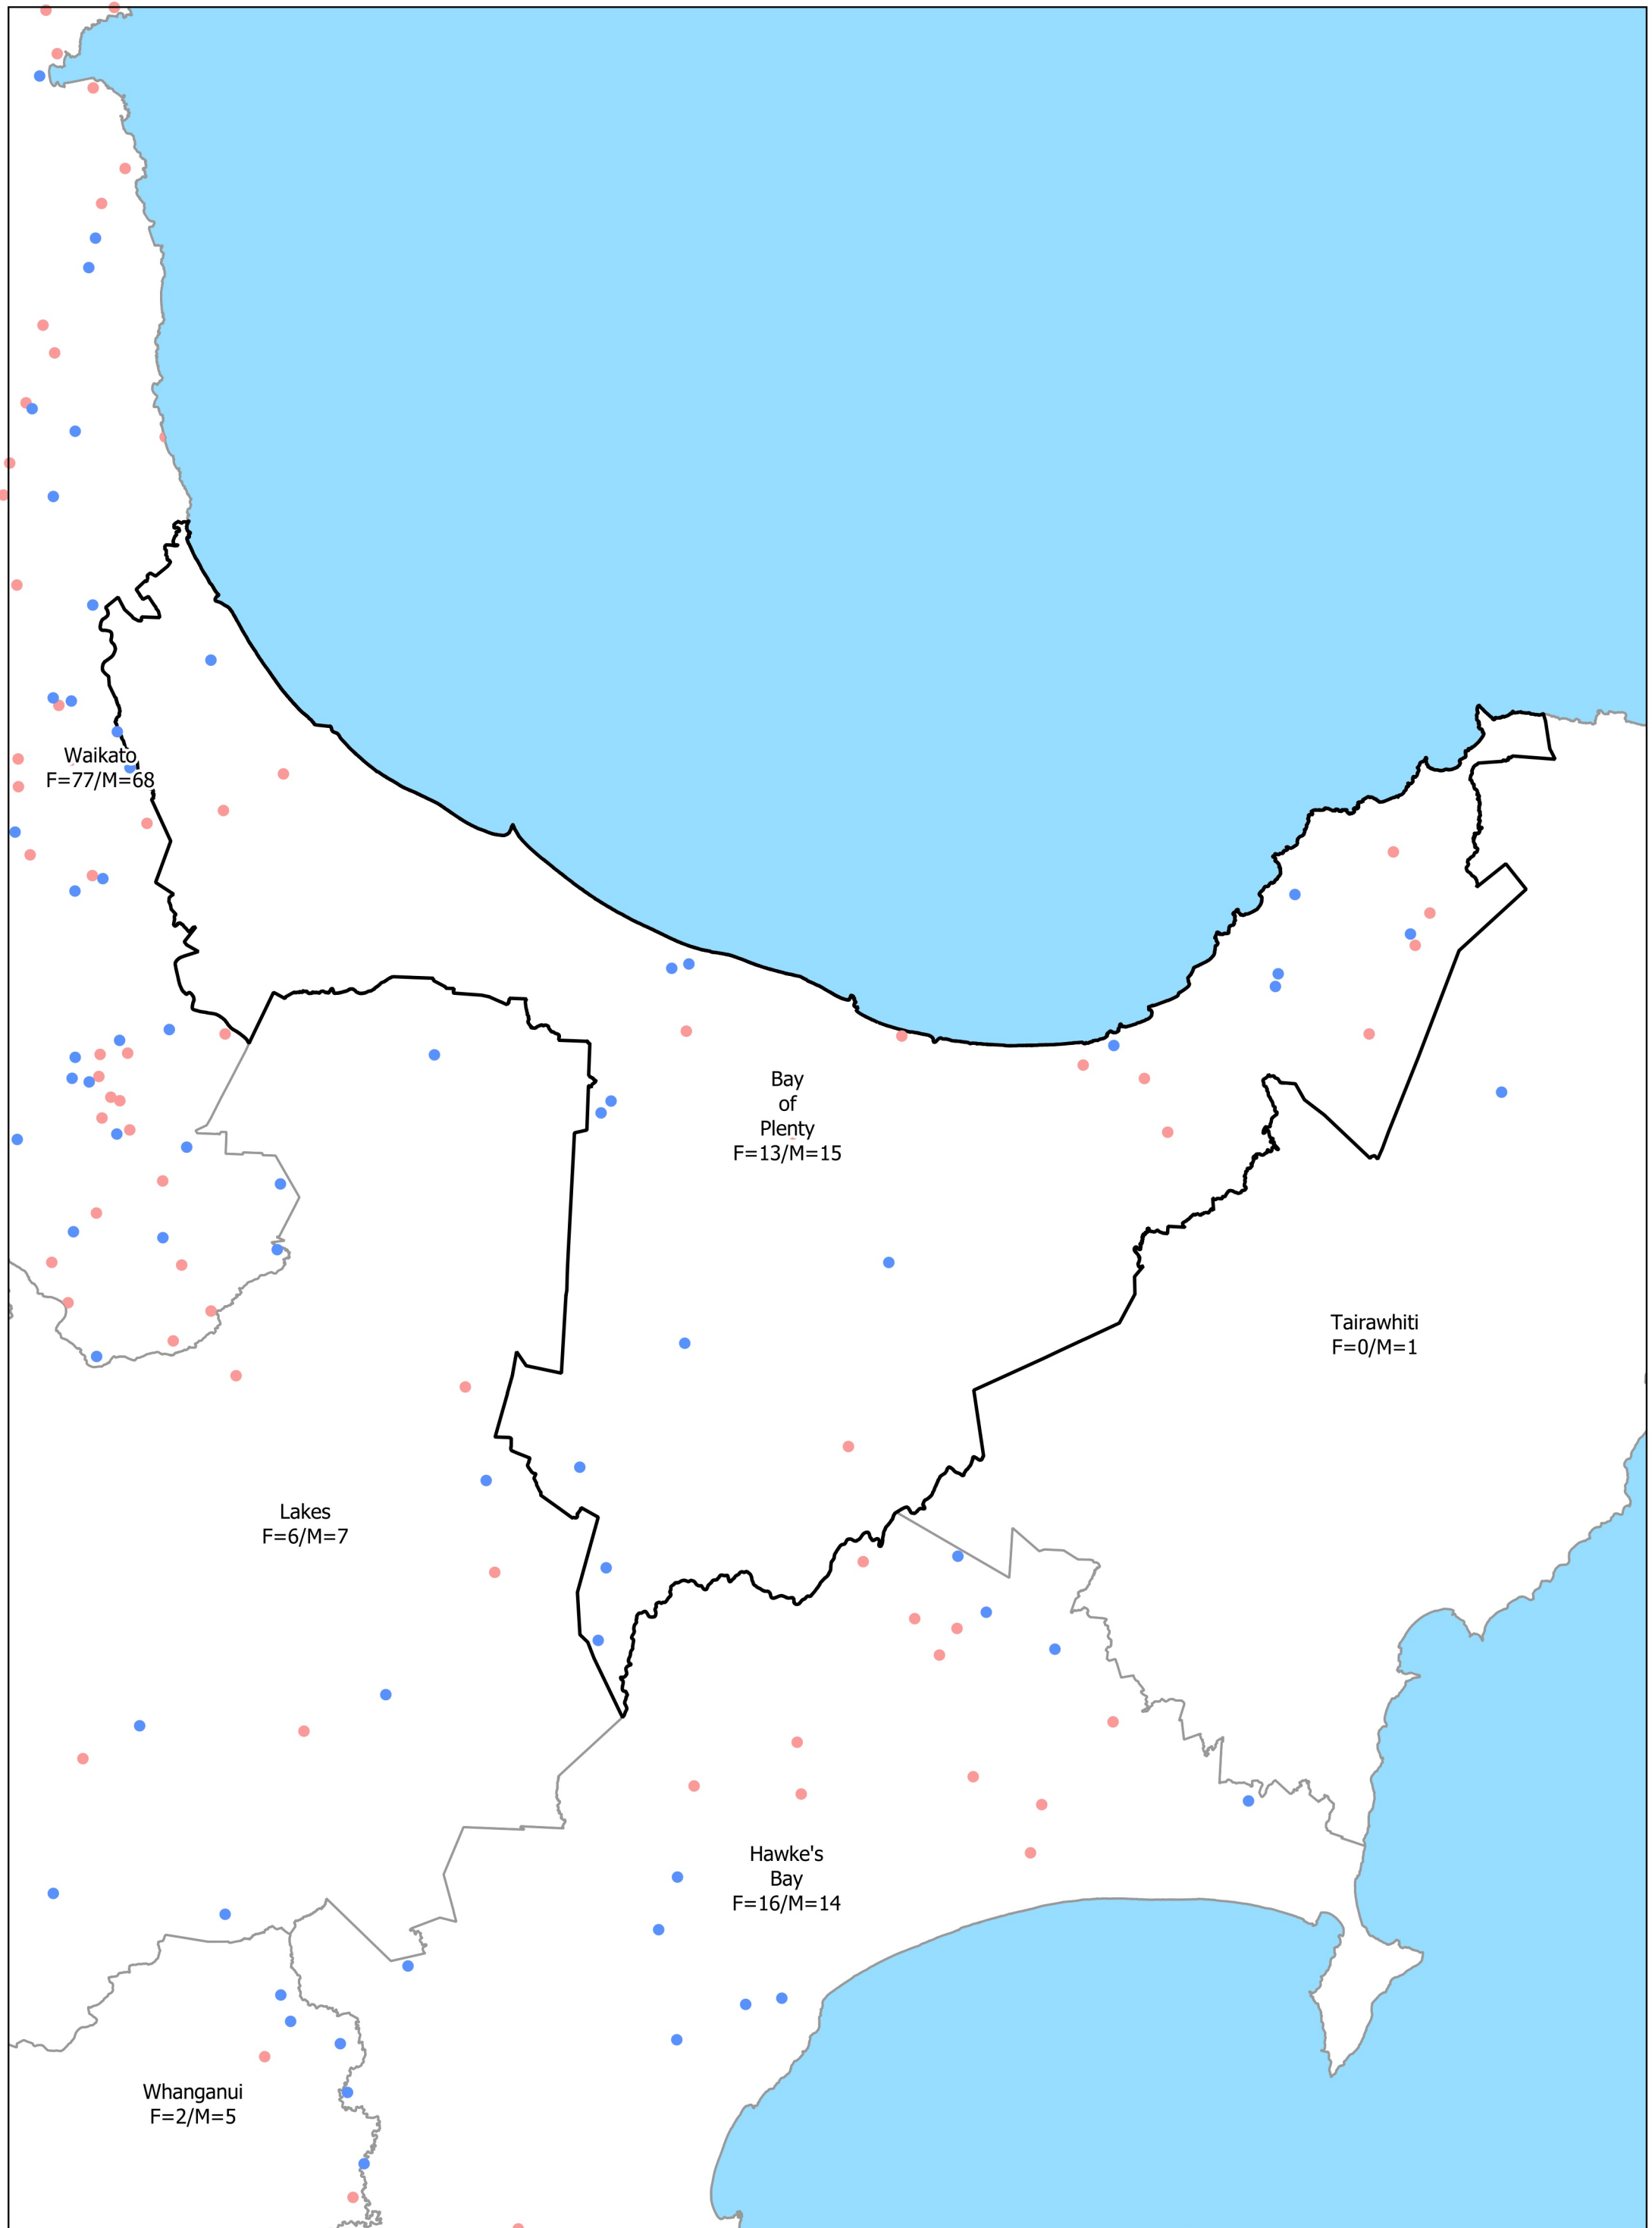 Waikato
F=77/M=68
Bay
of
Plenty
F=13/M=15
Tairawhiti
F=0/M=1
Lakes
F=6/M=7
Hawke's
Bay
F=16/M=14
Whanganui
F=2/M=5